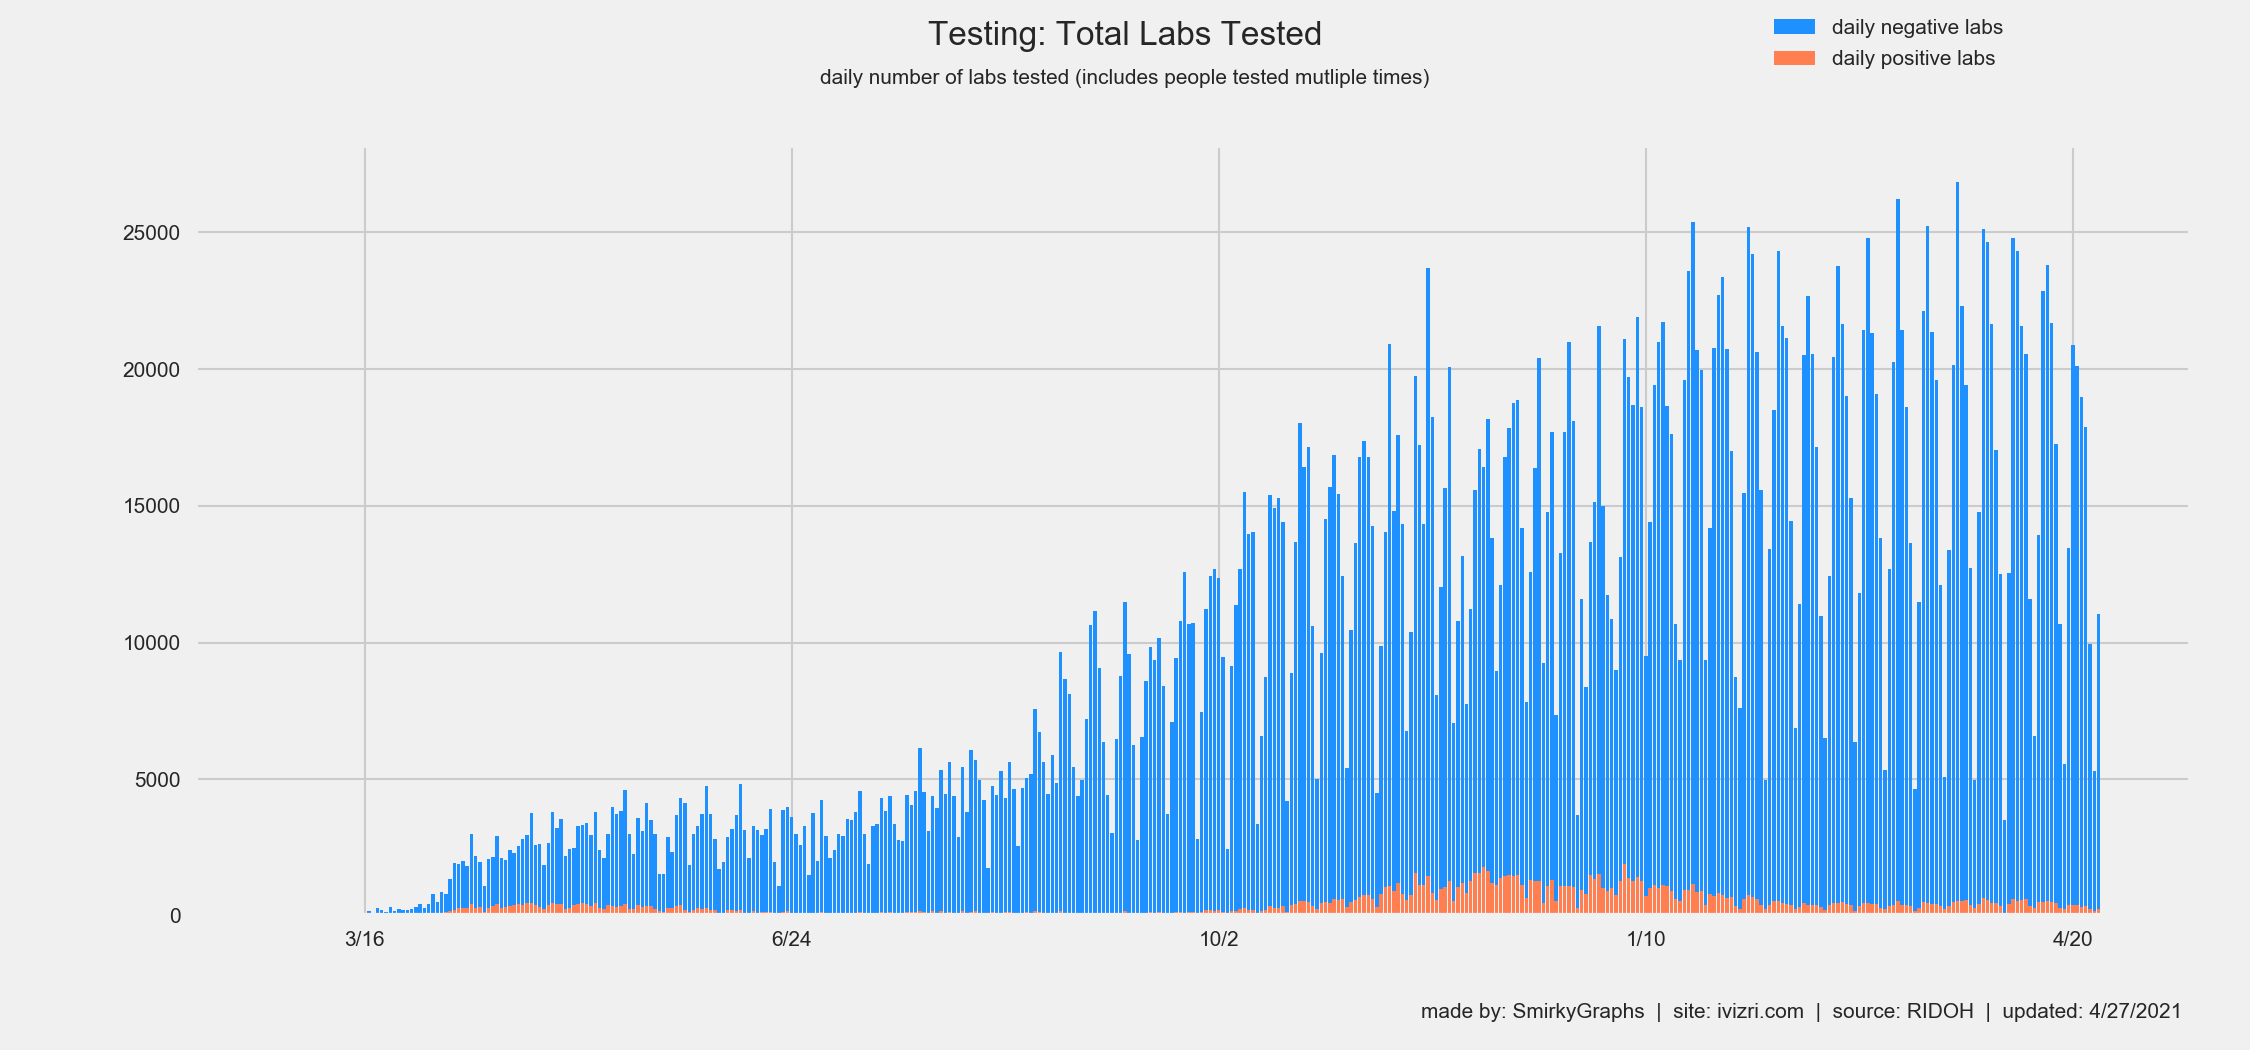 Testing: Total Labs Tested
daily number of labs tested (includes people tested mutliple times)
daily negative labs
daily positive labs
25000
20000
15000
10000
5000
0
3/16
6/24
10/2
1/10
4/20
made by: SmirkyGraphs | site: ivizri.com | source: RIDOH | updated: 4/27/2021